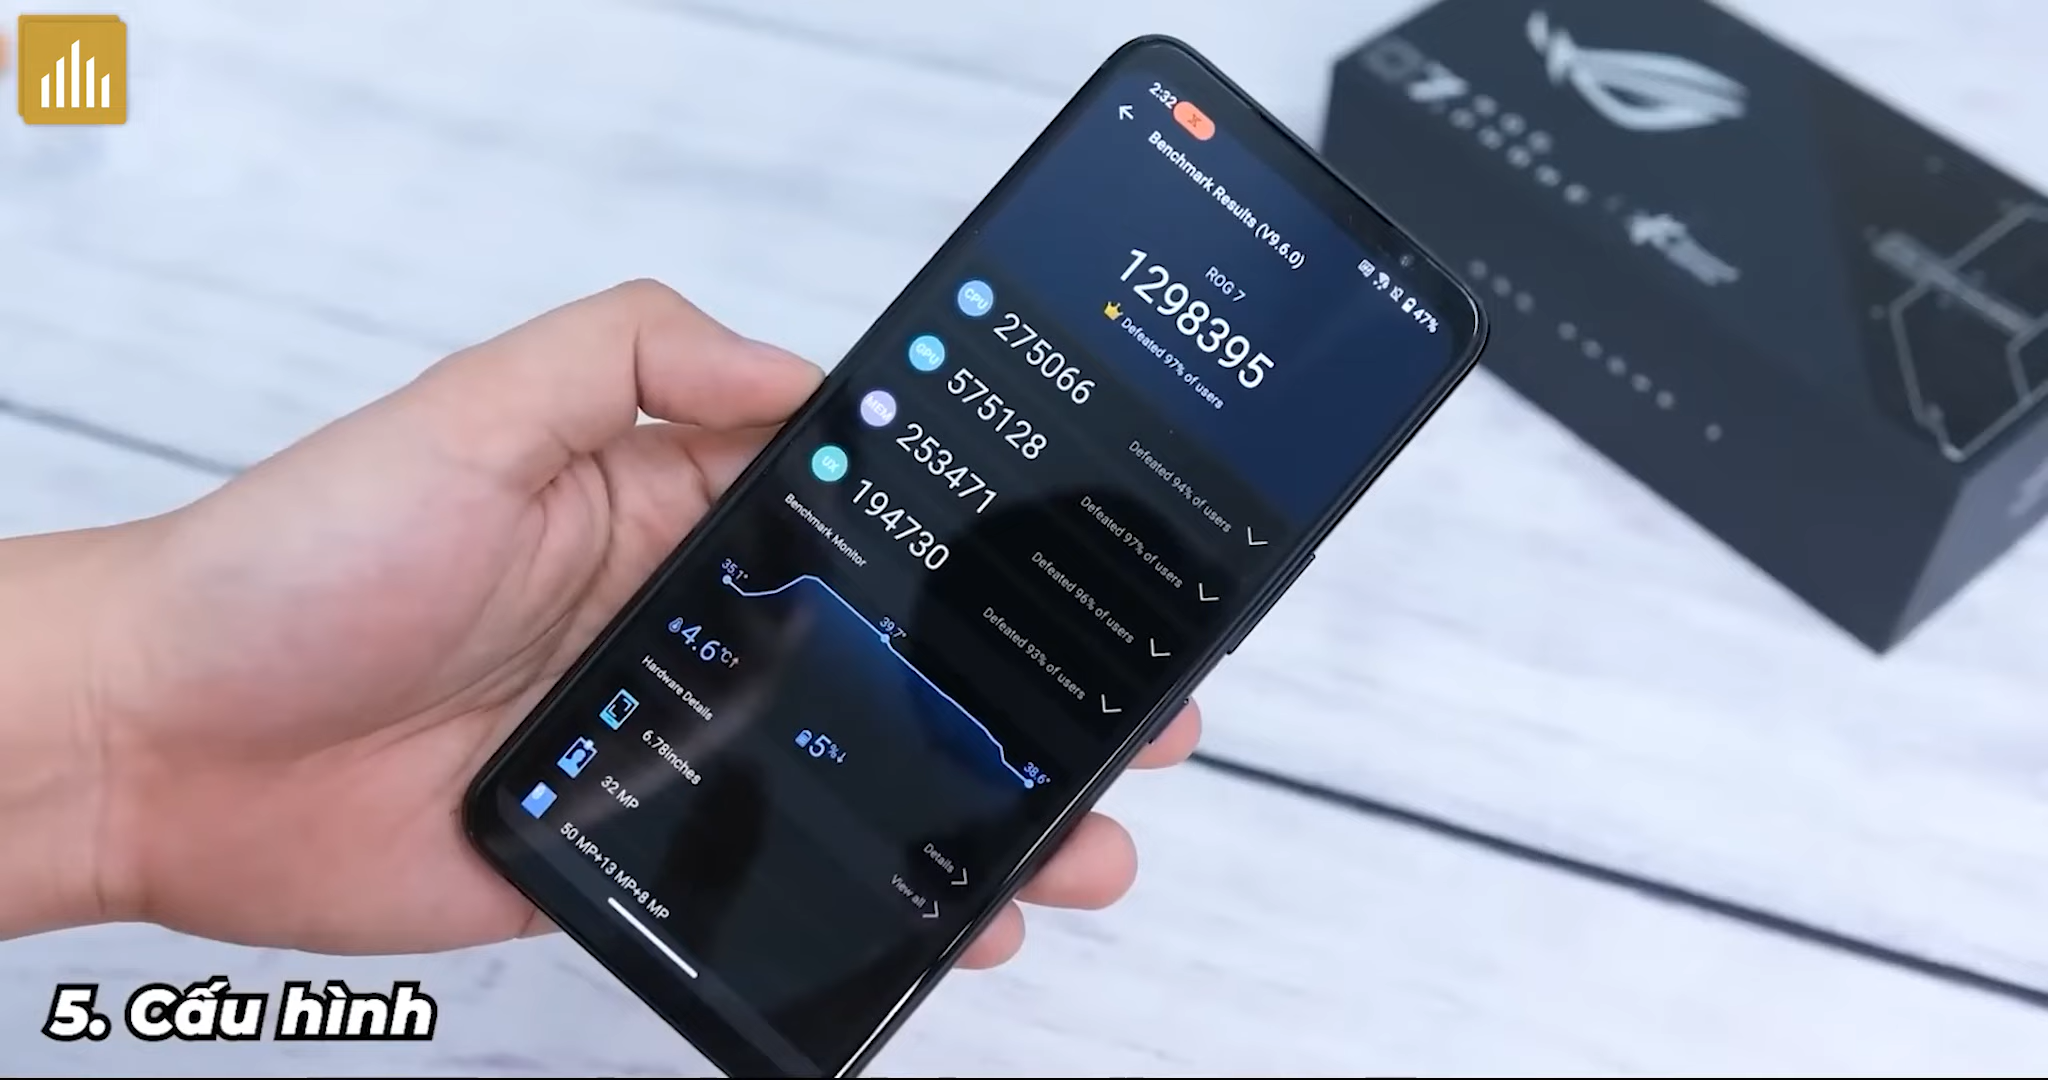 2:32
47%
Benchmark Results (V9.6.0)
ROG 7
1298395
Defeated 97% of users
CPU 275066 Defeated 94% of users
GPU 575128 Defeated 97% of users
MEM 253471 Defeated 96% of users
UX 194730 Defeated 93% of users
Benchmark Monitor
35.1°
39.7°
38.6°
4.6°C↑
5%↓
Details
Hardware Details
View all
6.78inches
32 MP
50 MP+13 MP+8 MP
5. Cấu hình